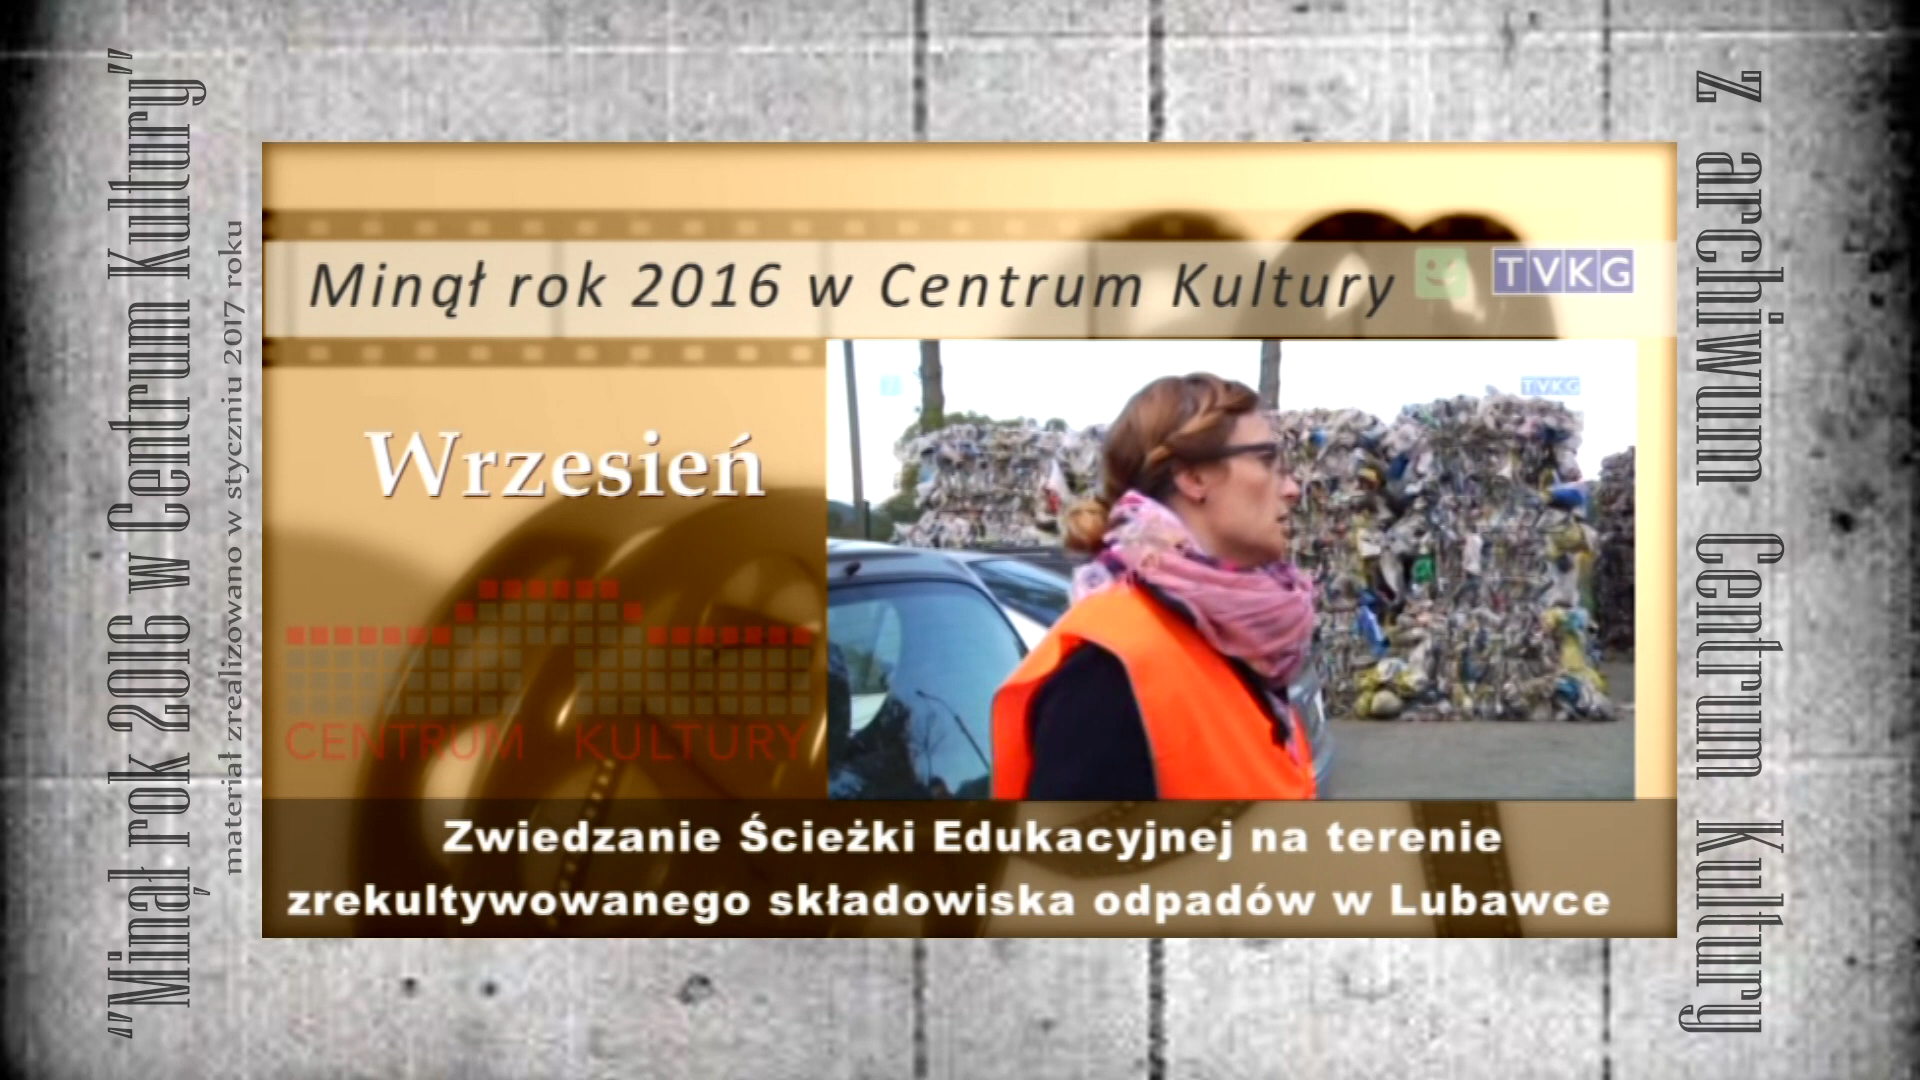 "Minął rok 2016 w Centrum Kultury"
materiał zrealizowano w styczniu 2017 roku
Minął rok 2016 w Centrum Kultury
TVKG
TVKG
Wrzesień
CENTRUM KULTURY
Zwiedzanie Ścieżki Edukacyjnej na terenie
zrekultywowanego składowiska odpadów w Lubawce
Z archiwum Centrum Kultury